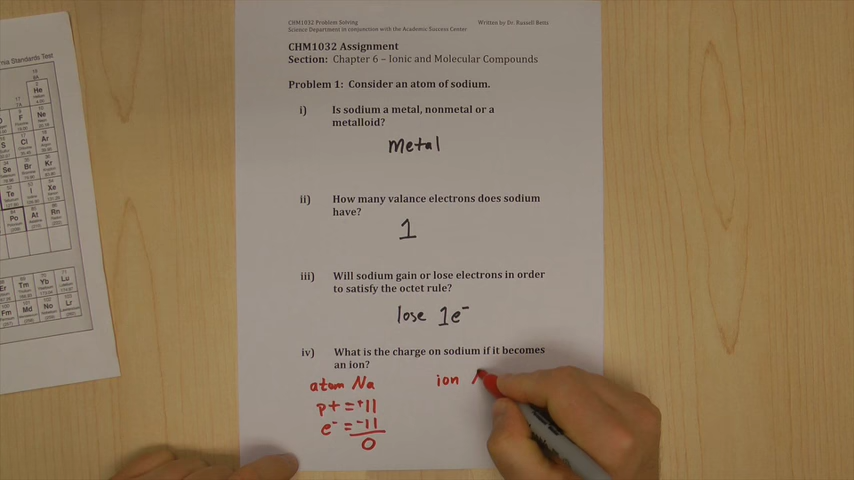 CHM1032 Problem Solving
Written by Dr. Russell Betts
Science Department in conjunction with the Academic Success Center
CHM1032 Assignment
Section: Chapter 6 – Ionic and Molecular Compounds
Problem 1: Consider an atom of sodium.
i) Is sodium a metal, nonmetal or a
metalloid?
Metal
ii) How many valance electrons does sodium
have?
1
iii) Will sodium gain or lose electrons in order
to satisfy the octet rule?
lose 1e⁻
iv) What is the charge on sodium if it becomes
an ion?
atom Na
p+ = +11
e⁻ = -11
0
ion
rnia Standards Test
18
8A
He
F
Ne
S
Cl
Ar
Se
Br
Kr
Te
I
Xe
Po
At
Rn
Er
Tm
Yb
Lu
Fm
Md
No
Lr